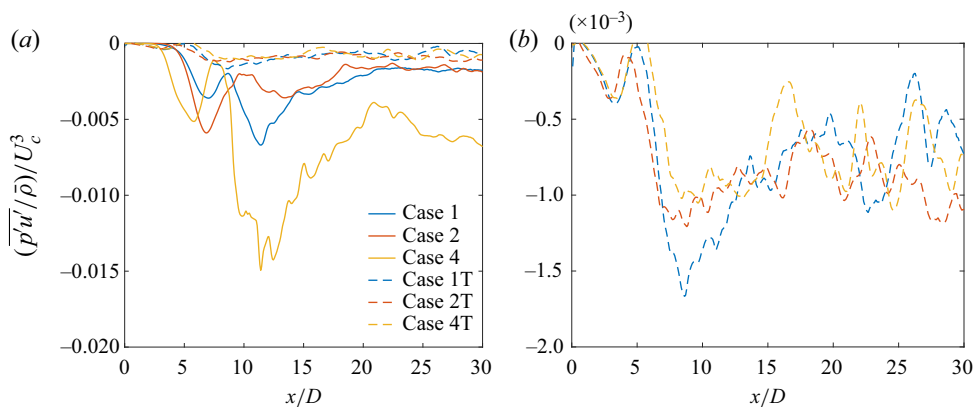 (a)
0
−0.005
−0.010
−0.015
−0.020
0 5 10 15 20 25 30
x/D
(p′u′/ρ̄)/U_c^3
Case 1
Case 2
Case 4
Case 1T
Case 2T
Case 4T
(b)
(×10−3)
0
−0.5
−1.0
−1.5
−2.0
0 5 10 15 20 25 30
x/D